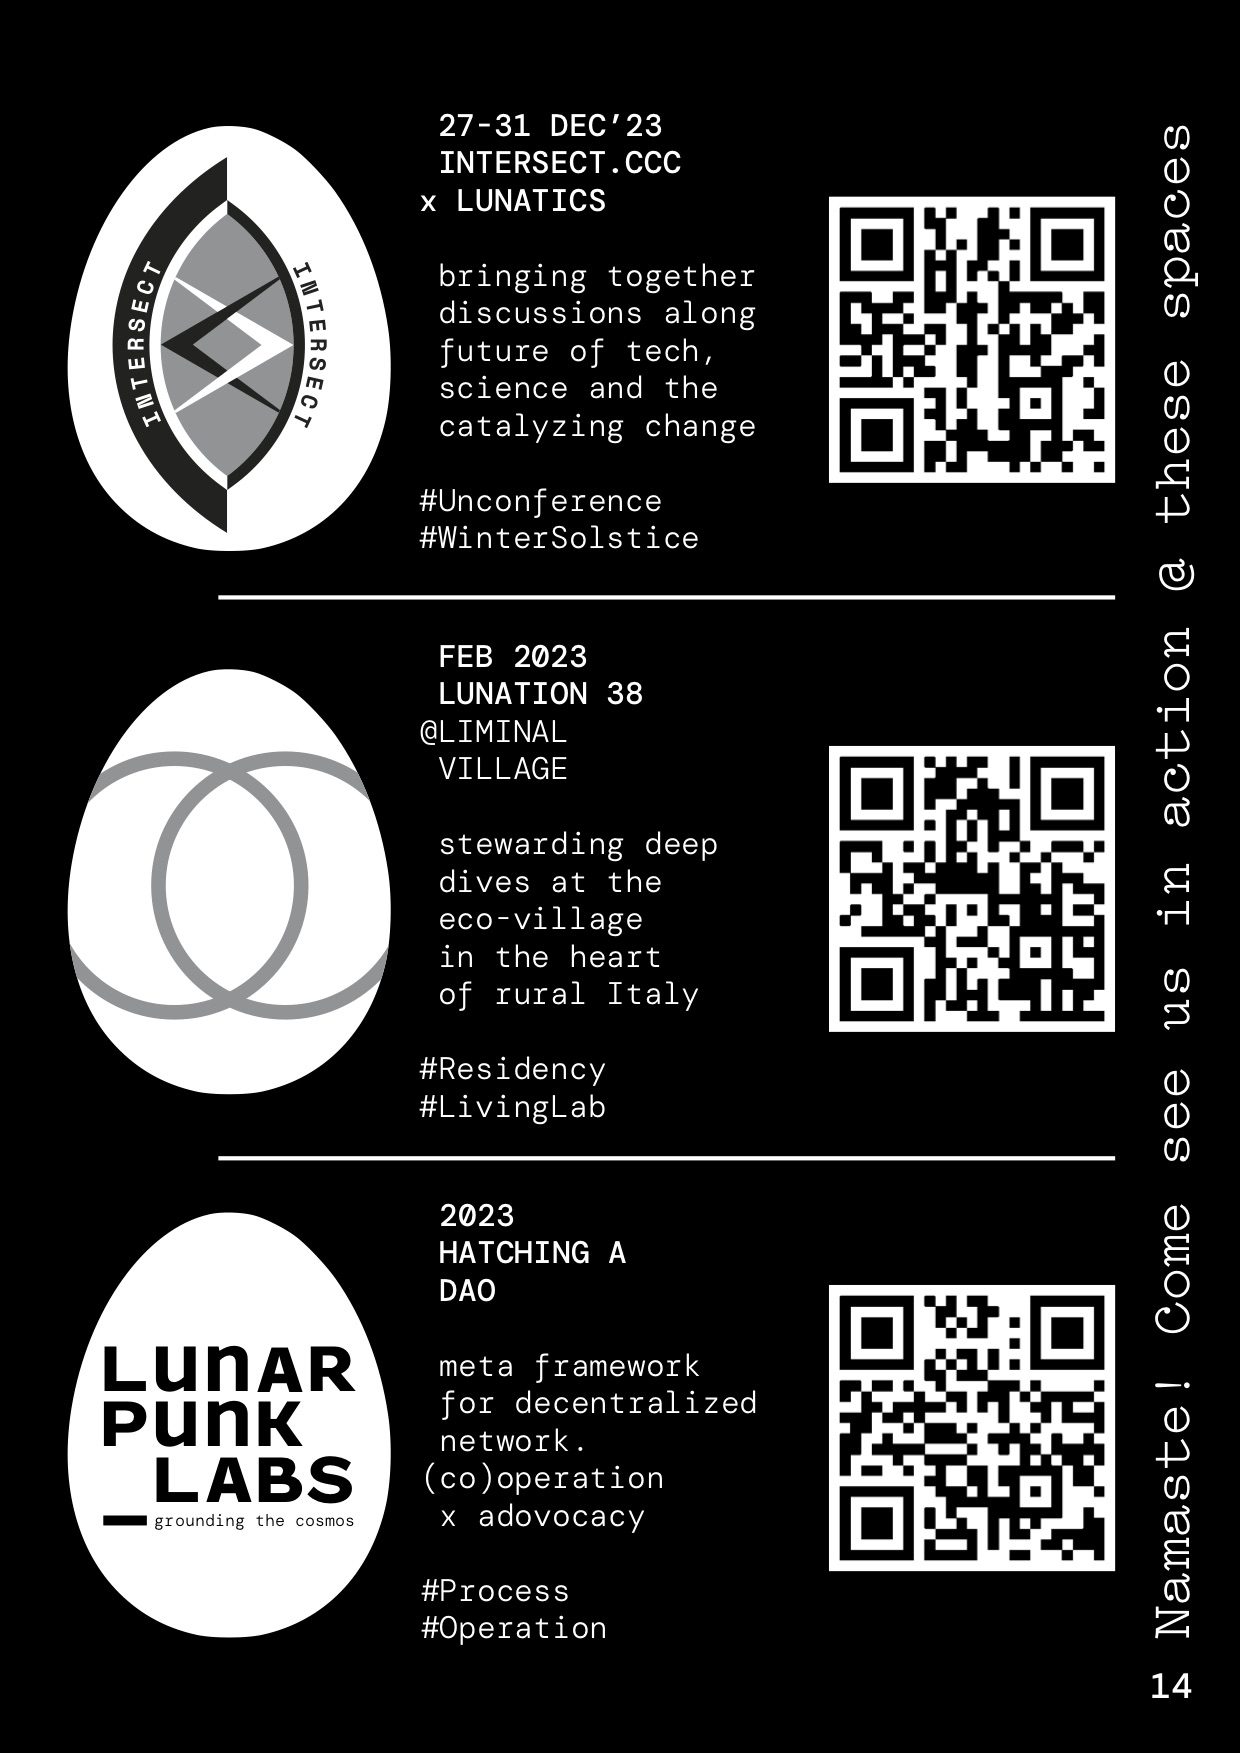 INTERSECT
INTERSECT
27-31 DEC’23
INTERSECT.CCC
x LUNATICS
bringing together
discussions along
future of tech,
science and the
catalyzing change
#Unconference
#WinterSolstice
FEB 2023
LUNATION 38
@LIMINAL
VILLAGE
stewarding deep
dives at the
eco-village
in the heart
of rural Italy
#Residency
#LivingLab
LUNAR
PUNK
LABS
grounding the cosmos
2023
HATCHING A
DAO
meta framework
for decentralized
network.
(co)operation
x adovocacy
#Process
#Operation
Namaste! Come see us in action @ these spaces
14